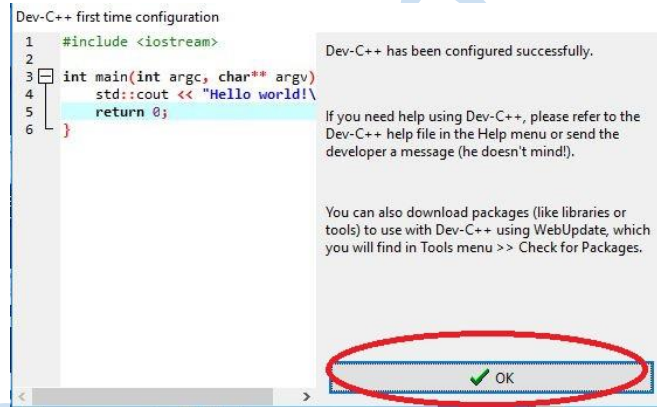 Dev-C++ first time configuration
1 #include <iostream>
2
3 int main(int argc, char** argv)
4 std::cout << "Hello world!\
5 return 0;
6 }
Dev-C++ has been configured successfully.
If you need help using Dev-C++, please refer to the
Dev-C++ help file in the Help menu or send the
developer a message (he doesn't mind!).
You can also download packages (like libraries or
tools) to use with Dev-C++ using WebUpdate, which
you will find in Tools menu >> Check for Packages.
OK